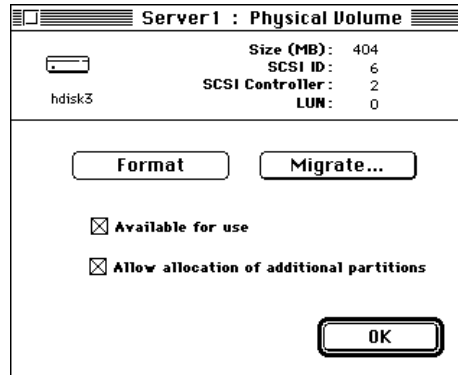 Server1 : Physical Volume
Size (MB): 404
SCSI ID: 6
SCSI Controller: 2
LUN: 0
hdisk3
Format
Migrate...
Available for use
Allow allocation of additional partitions
OK